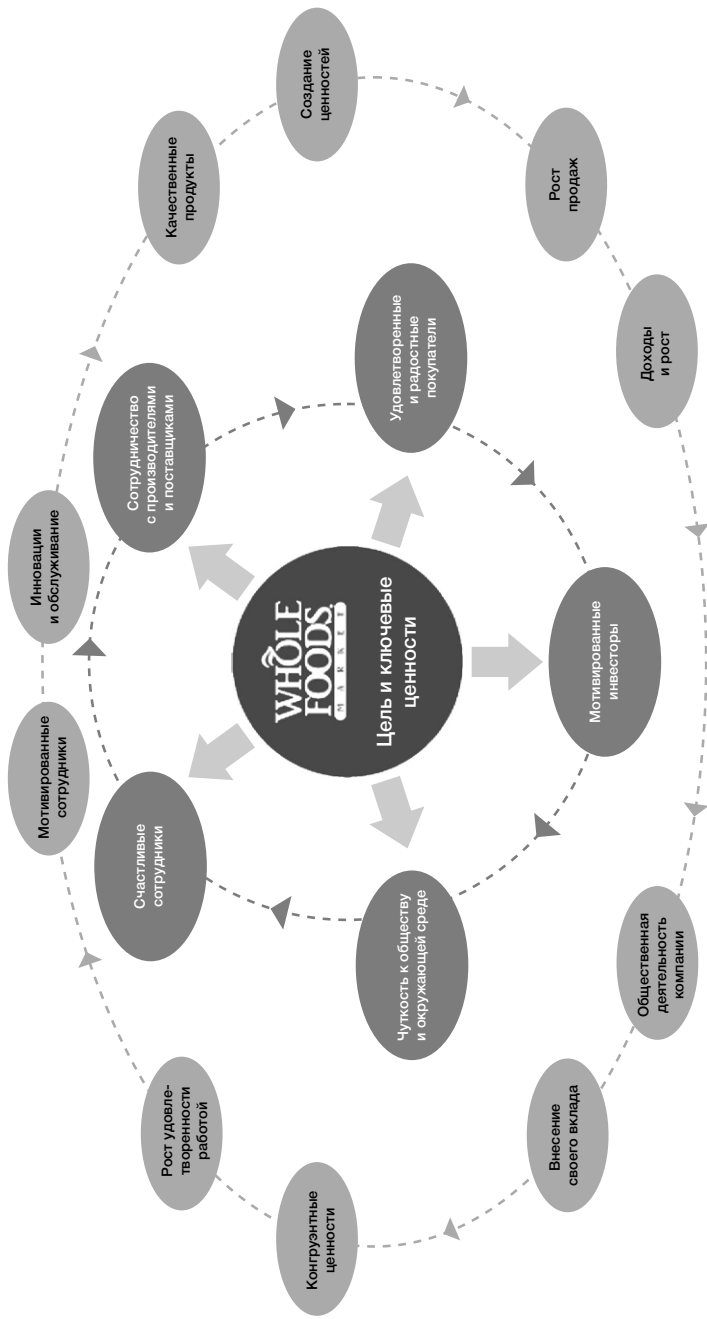 WHOLE
FOODS
MARKET
Цель и ключевые
ценности
Счастливые
сотрудники
Сотрудничество
с производителями
и поставщиками
Удовлетворенные
и радостные
покупатели
Мотивированные
инвесторы
Чуткость к обществу
и окружающей среде
Мотивированные
сотрудники
Инновации
и обслуживание
Качественные
продукты
Создание
ценностей
Рост
продаж
Доходы
и рост
Общественная
деятельность
компании
Внесение
своего вклада
Конгруэнтные
ценности
Рост удовле-
творенности
работой